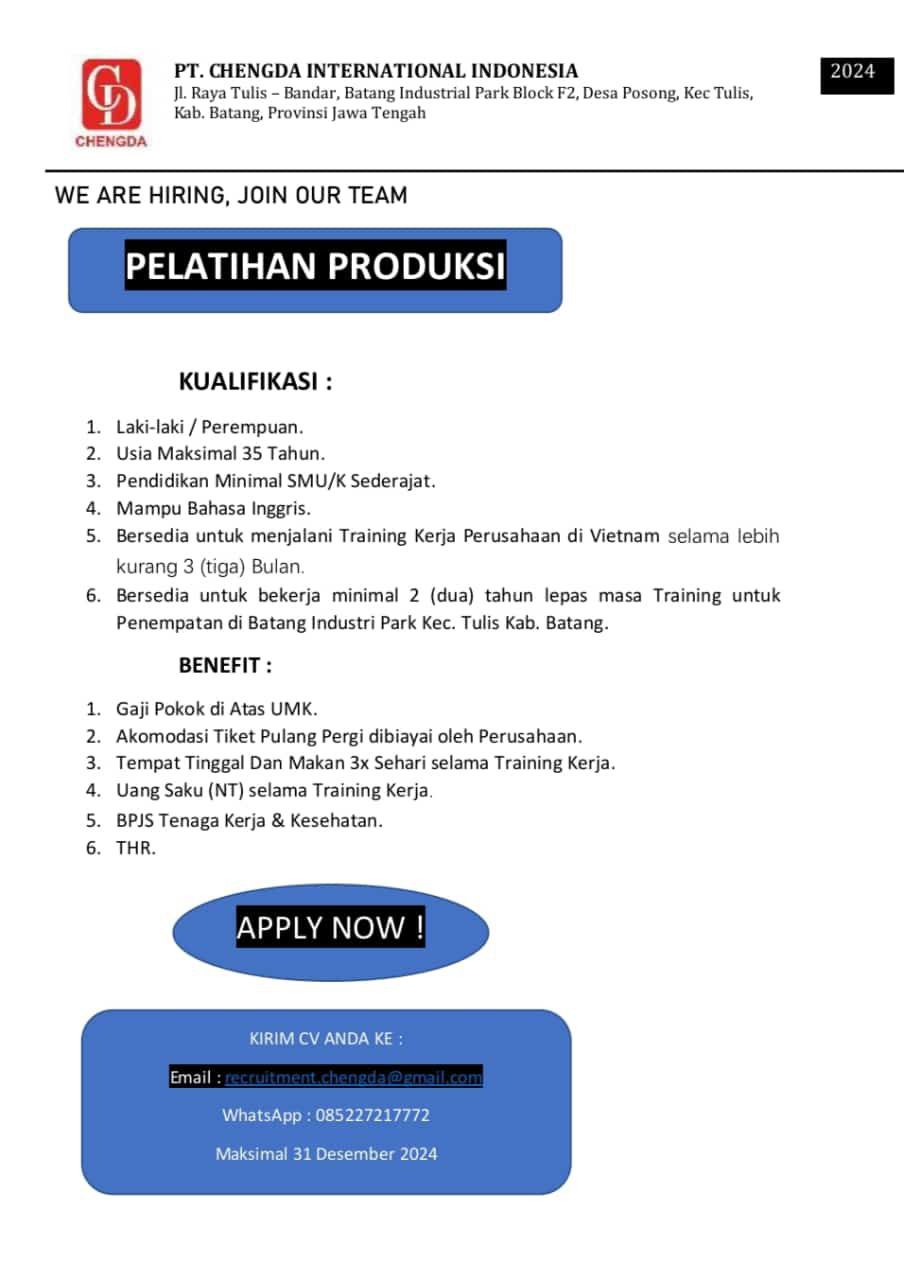 PT. CHENGDA INTERNATIONAL INDONESIA
2024
Jl. Raya Tulis – Bandar, Batang Industrial Park Block F2, Desa Posong, Kec Tulis,
Kab. Batang, Provinsi Jawa Tengah
CD
CHENGDA
WE ARE HIRING, JOIN OUR TEAM
PELATIHAN PRODUKSI
KUALIFIKASI :
1. Laki-laki / Perempuan.
2. Usia Maksimal 35 Tahun.
3. Pendidikan Minimal SMU/K Sederajat.
4. Mampu Bahasa Inggris.
5. Bersedia untuk menjalani Training Kerja Perusahaan di Vietnam selama lebih
kurang 3 (tiga) Bulan.
6. Bersedia untuk bekerja minimal 2 (dua) tahun lepas masa Training untuk
Penempatan di Batang Industri Park Kec. Tulis Kab. Batang.
BENEFIT :
1. Gaji Pokok di Atas UMK.
2. Akomodasi Tiket Pulang Pergi dibiayai oleh Perusahaan.
3. Tempat Tinggal Dan Makan 3x Sehari selama Training Kerja.
4. Uang Saku (NT) selama Training Kerja.
5. BPJS Tenaga Kerja & Kesehatan.
6. THR.
APPLY NOW !
KIRIM CV ANDA KE :
Email : recruitment.chengda@gmail.com
WhatsApp : 085227217772
Maksimal 31 Desember 2024